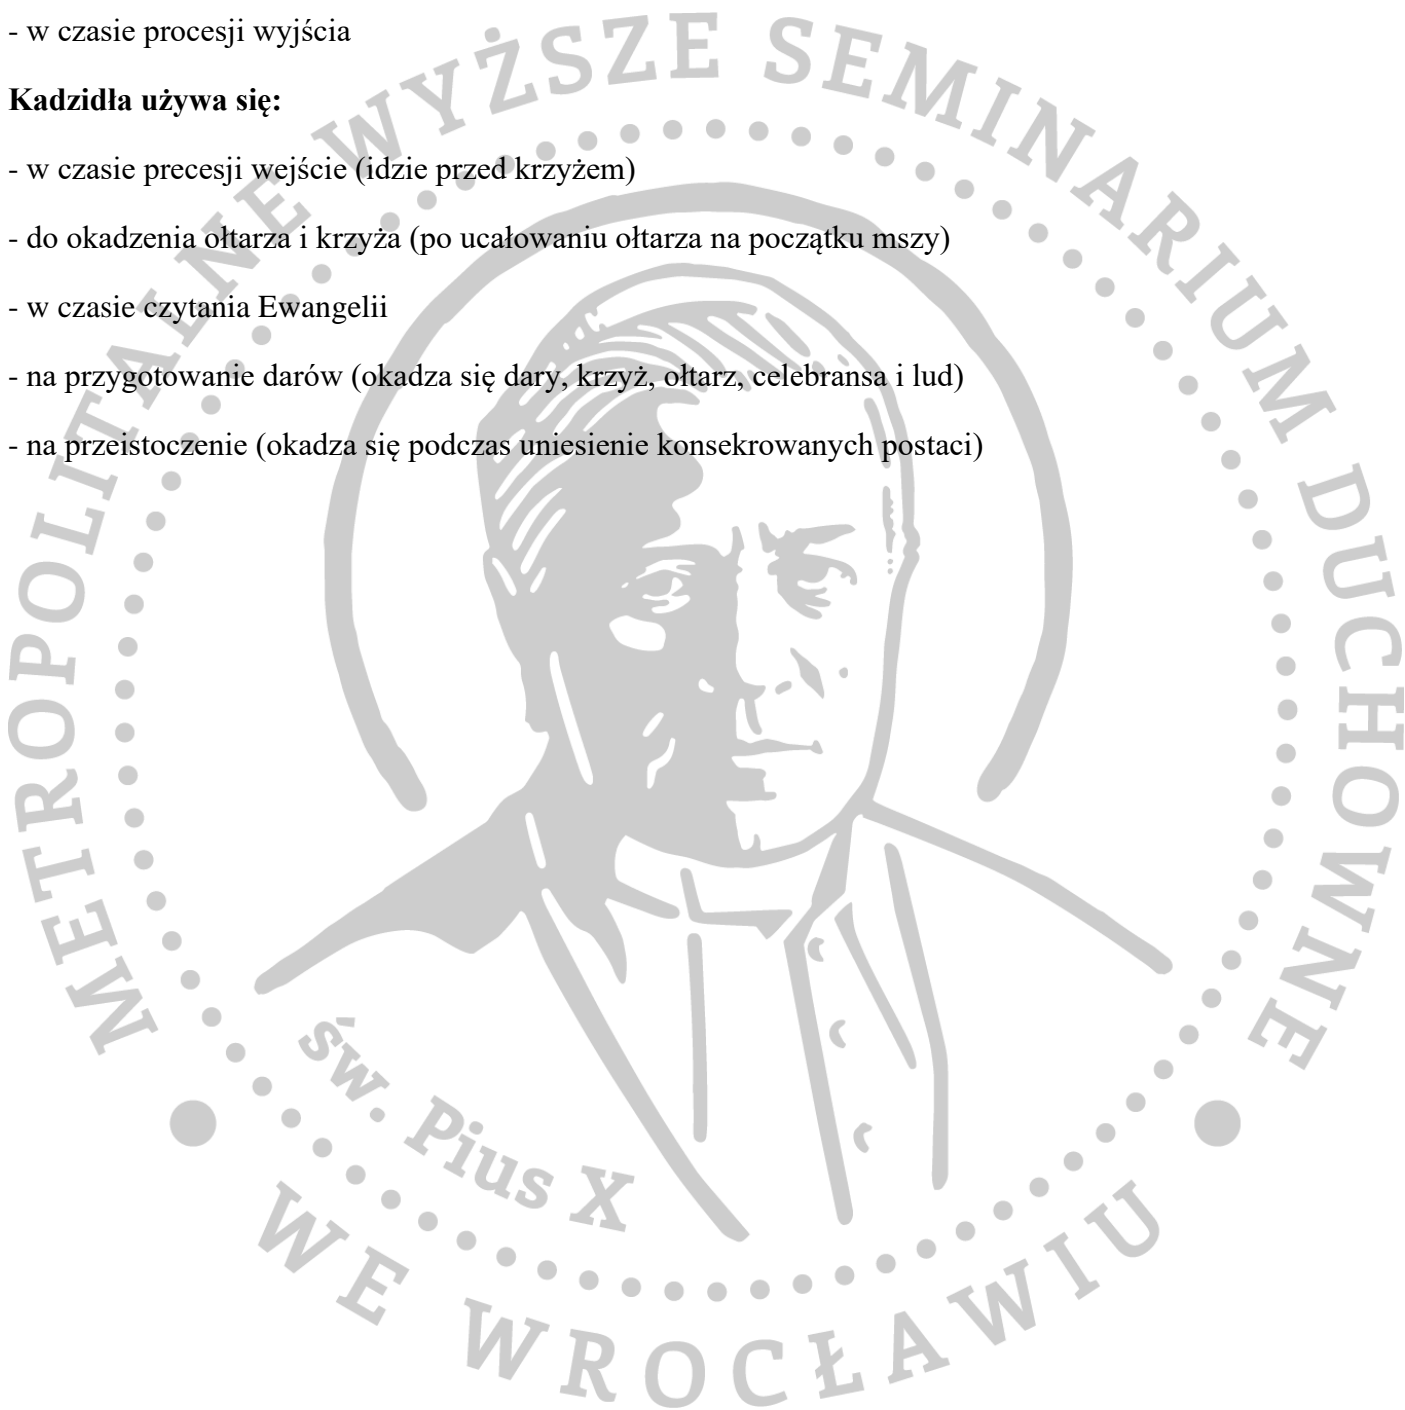 - w czasie procesji wyjścia
Kadzidła używa się:
- w czasie precesji wejście (idzie przed krzyżem)
- do okadzenia ołtarza i krzyża (po ucałowaniu ołtarza na początku mszy)
- w czasie czytania Ewangelii
- na przygotowanie darów (okadza się dary, krzyż, ołtarz, celebransa i lud)
- na przeistoczenie (okadza się podczas uniesienie konsekrowanych postaci)
METROPOLITALNE WYŻSZE SEMINARIUM DUCHOWNE
św. Pius X
WE WROCŁAWIU